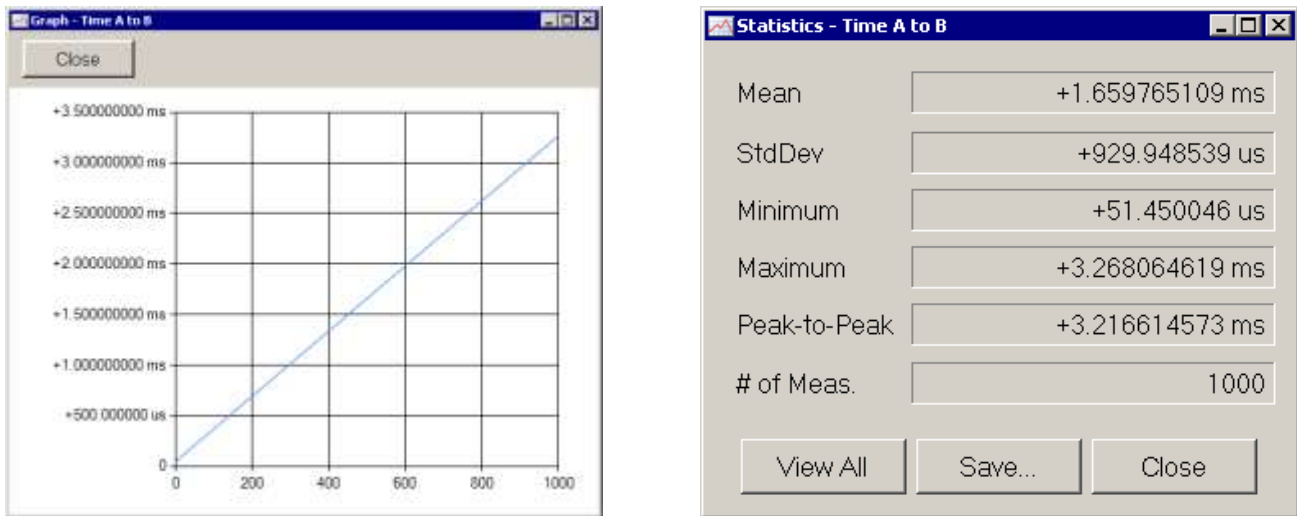 Graph - Time A to B
Close
+3.500000000 ms
+3.000000000 ms
+2.500000000 ms
+2.000000000 ms
+1.500000000 ms
+1.000000000 ms
+500.000000 us
0
0 200 400 600 800 1000
Statistics - Time A to B
Mean +1.659765109 ms
StdDev +929.948539 us
Minimum +51.450046 us
Maximum +3.268064619 ms
Peak-to-Peak +3.216614573 ms
# of Meas. 1000
View All Save... Close